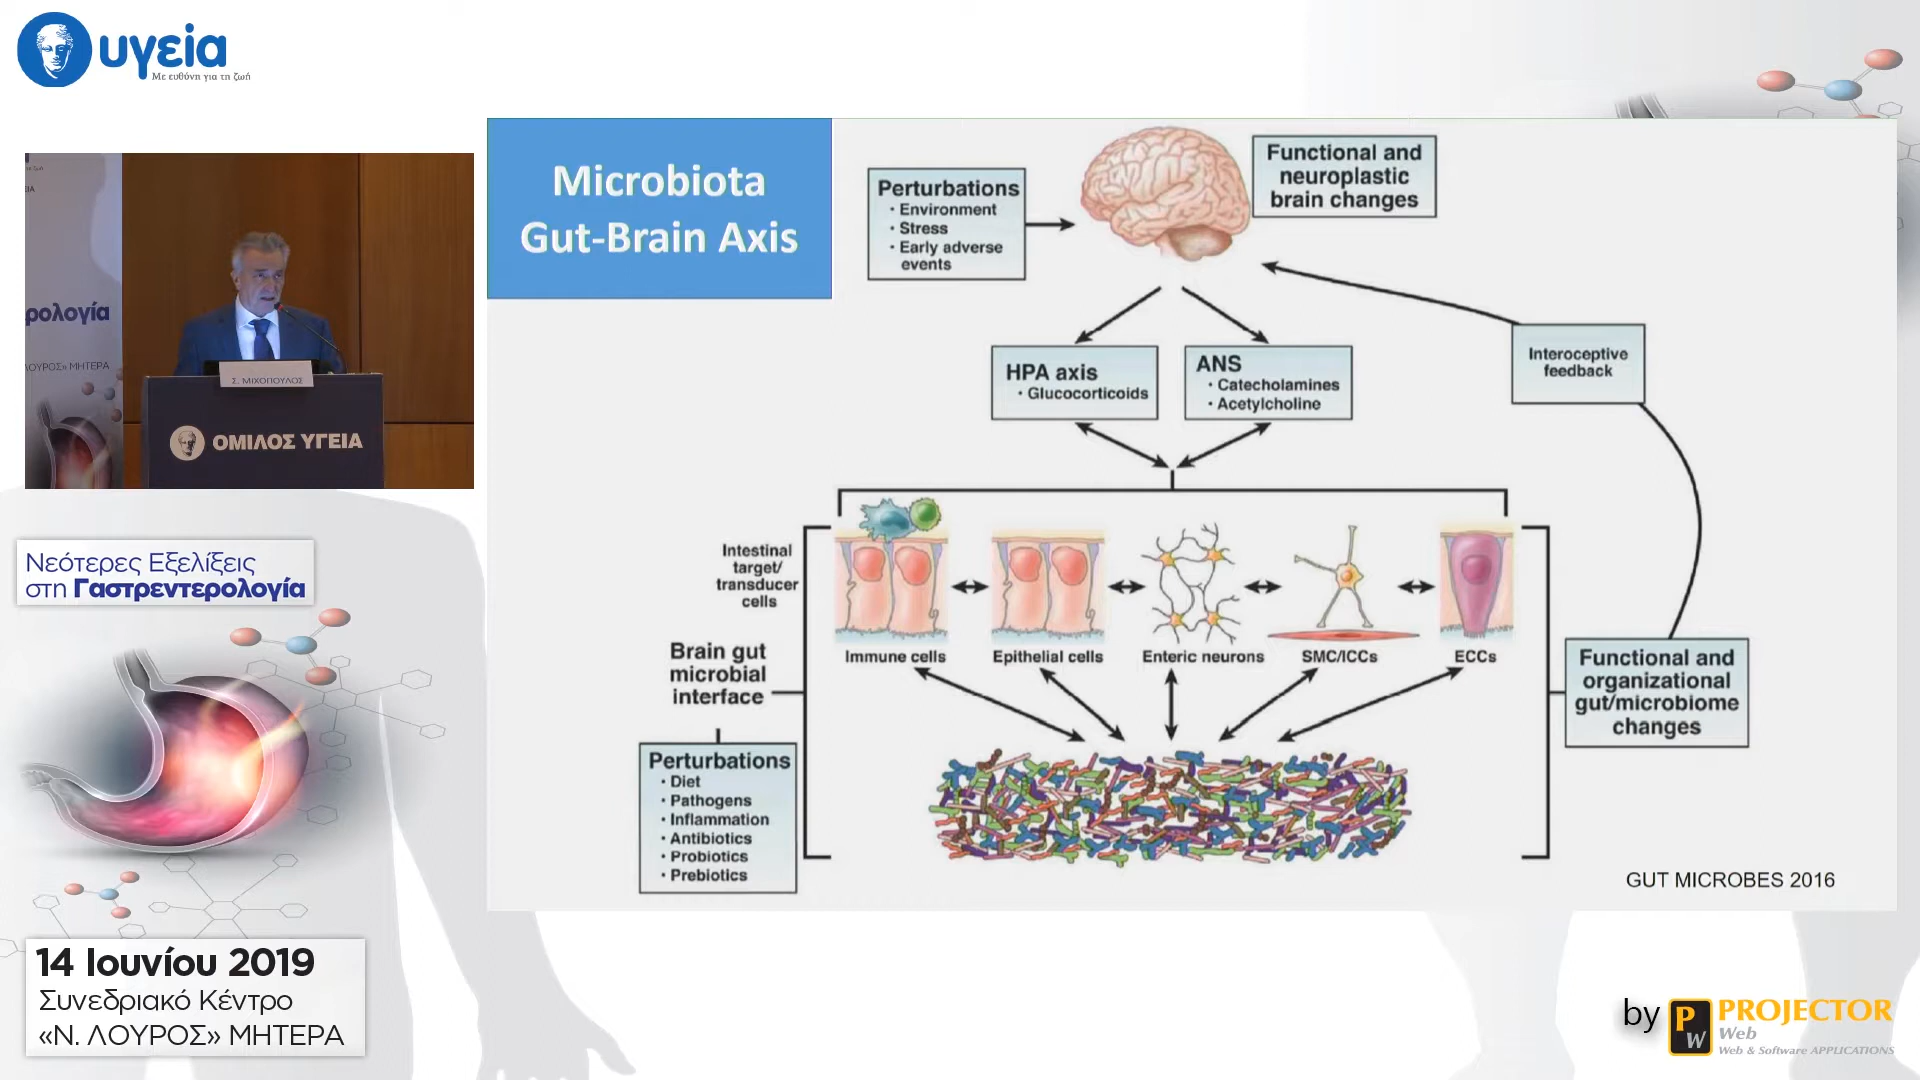 υγεία
Με ευθύνη για τη ζωή
ρολογία
ΛΟΥΡΟΣ» ΜΗΤΕΡΑ
Σ. ΜΙΧΟΠΟΥΛΟΣ
ΟΜΙΛΟΣ ΥΓΕΙΑ
Νεότερες Εξελίξεις
στη Γαστρεντερολογία
14 Ιουνίου 2019
Συνεδριακό Κέντρο
«Ν. ΛΟΥΡΟΣ» ΜΗΤΕΡΑ
Microbiota
Gut-Brain Axis
Perturbations
· Environment
· Stress
· Early adverse
events
Functional and
neuroplastic
brain changes
HPA axis
· Glucocorticoids
ANS
· Catecholamines
· Acetylcholine
Interoceptive
feedback
Intestinal
target/
transducer
cells
Immune cells
Epithelial cells
Enteric neurons
SMC/ICCs
ECCs
Brain gut
microbial
interface
Perturbations
· Diet
· Pathogens
· Inflammation
· Antibiotics
· Probiotics
· Prebiotics
Functional and
organizational
gut/microbiome
changes
GUT MICROBES 2016
by
PW
PROJECTOR
Web
Web & Software APPLICATIONS